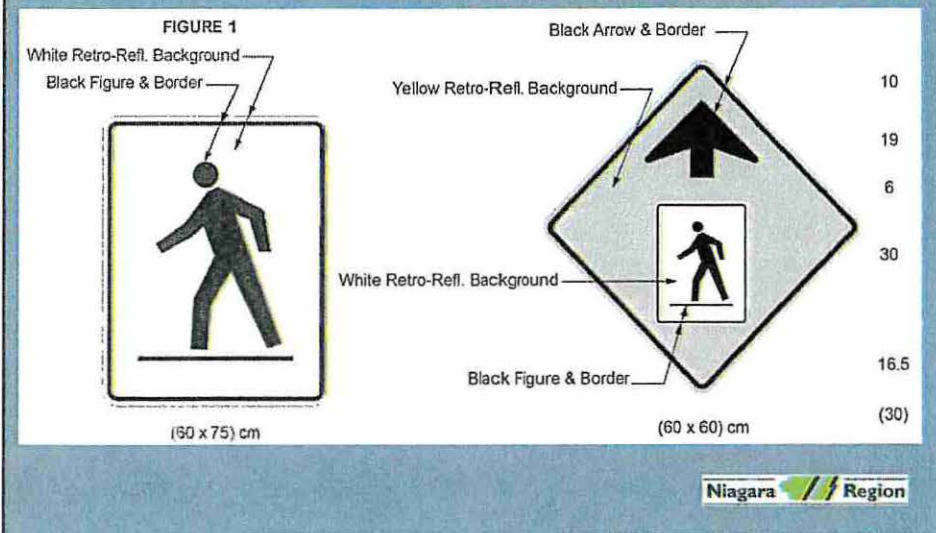 FIGURE 1
White Retro-Refl. Background
Black Figure & Border
(60 x 75) cm
Black Arrow & Border
Yellow Retro-Refl. Background
White Retro-Refl. Background
Black Figure & Border
(60 x 60) cm
10
19
6
30
16.5
(30)
Niagara Region